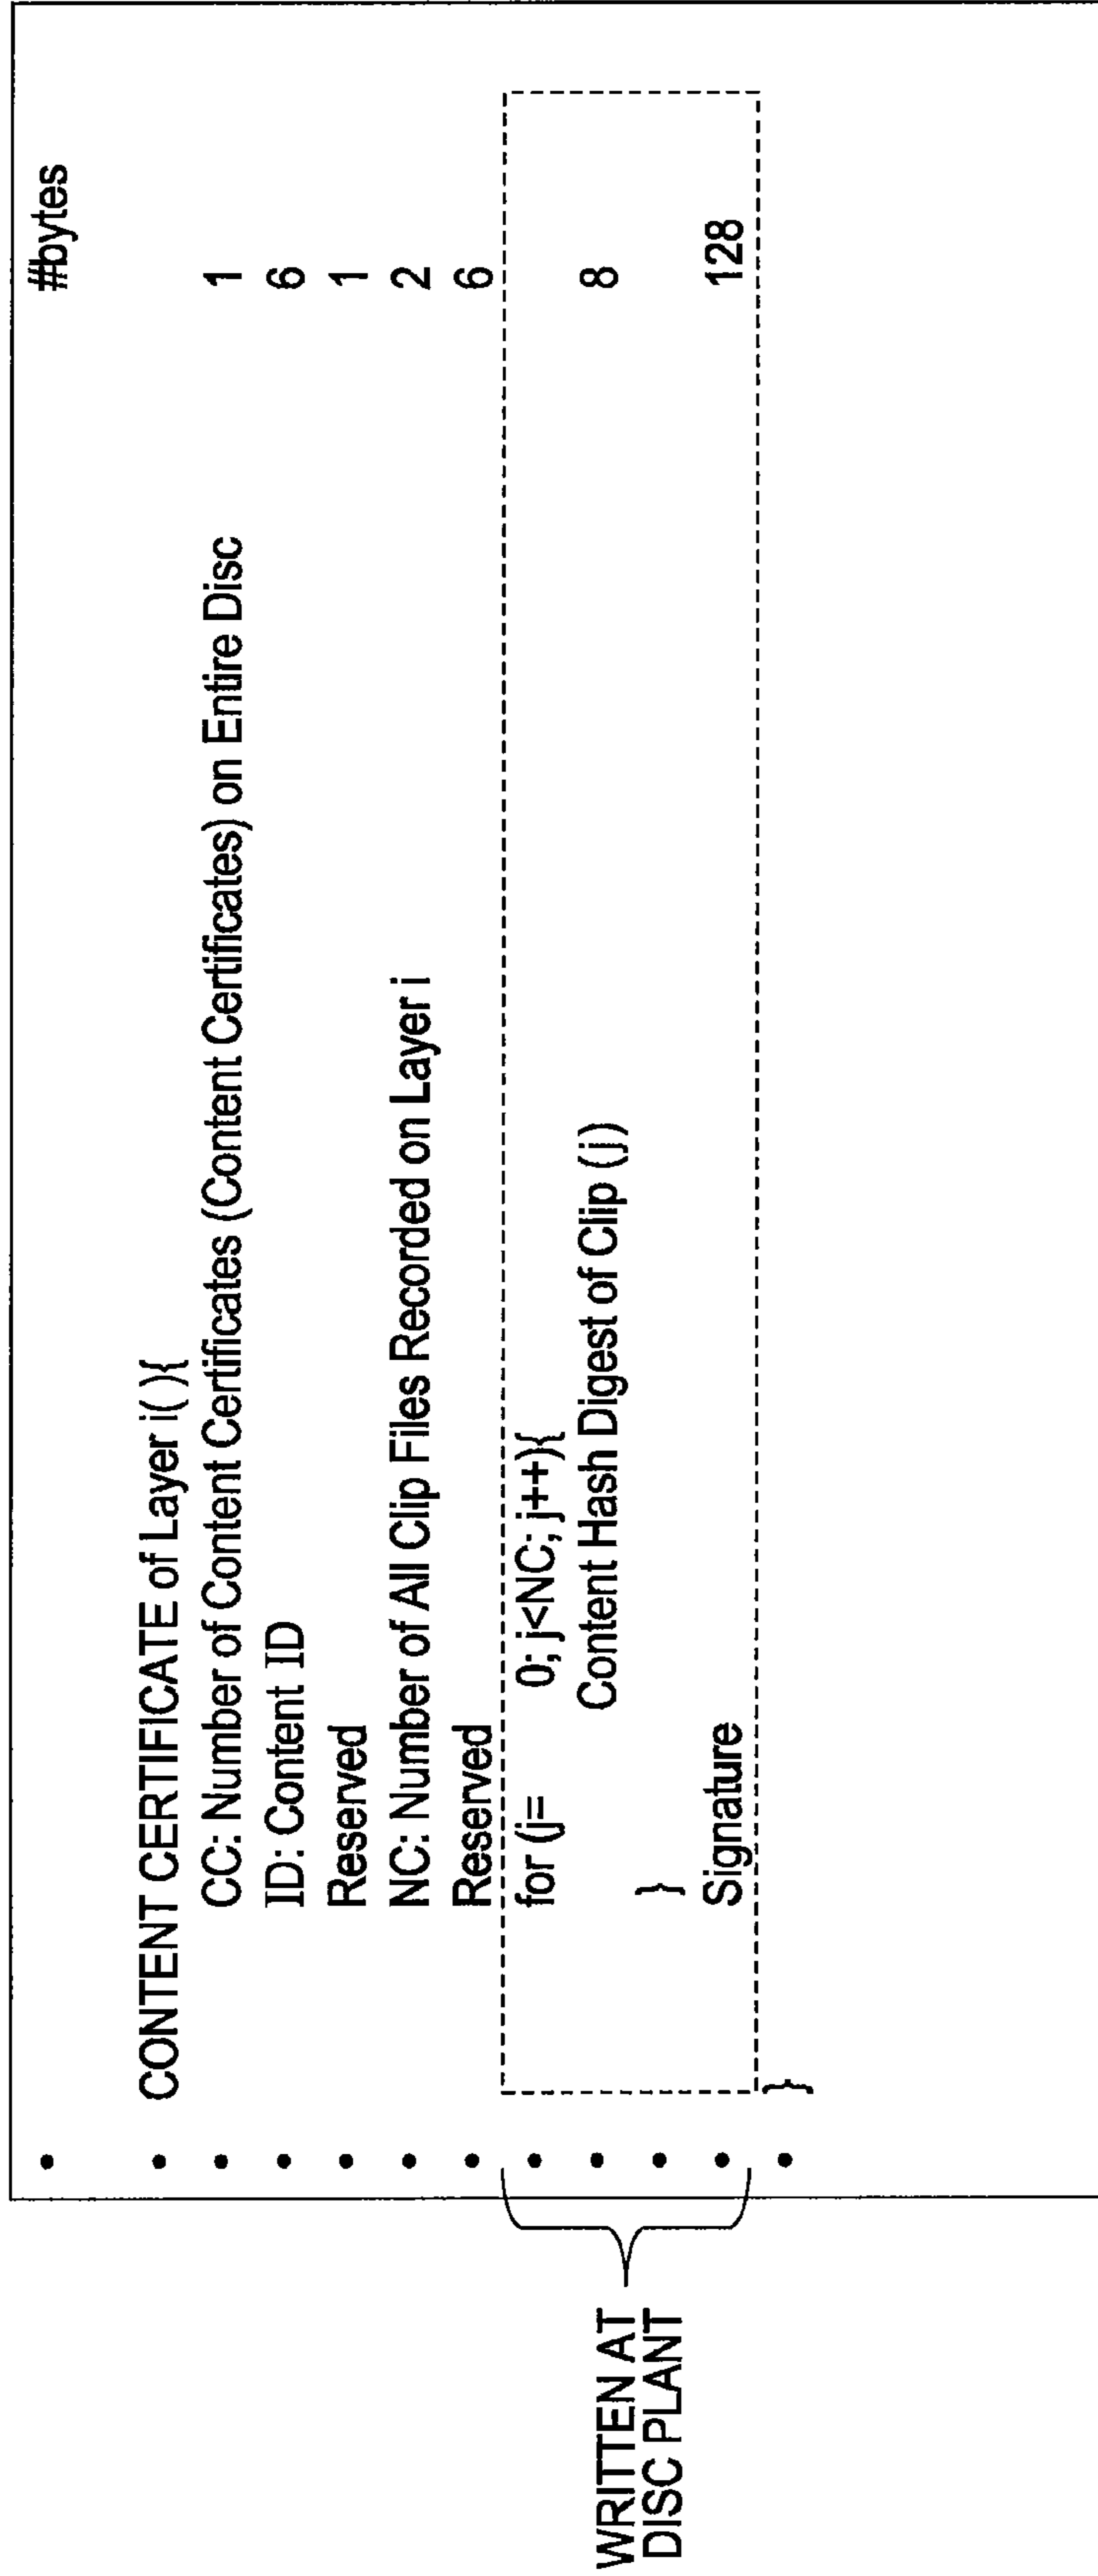 #bytes
CONTENT CERTIFICATE of Layer i( ){
CC: Number of Content Certificates (Content Certificates) on Entire Disc 1
ID: Content ID 6
Reserved 1
NC: Number of All Clip Files Recorded on Layer i 2
Reserved 6
for (j= 0; j<NC; j++){
Content Hash Digest of Clip (j) 8
}
Signature 128
}
WRITTEN AT
DISC PLANT